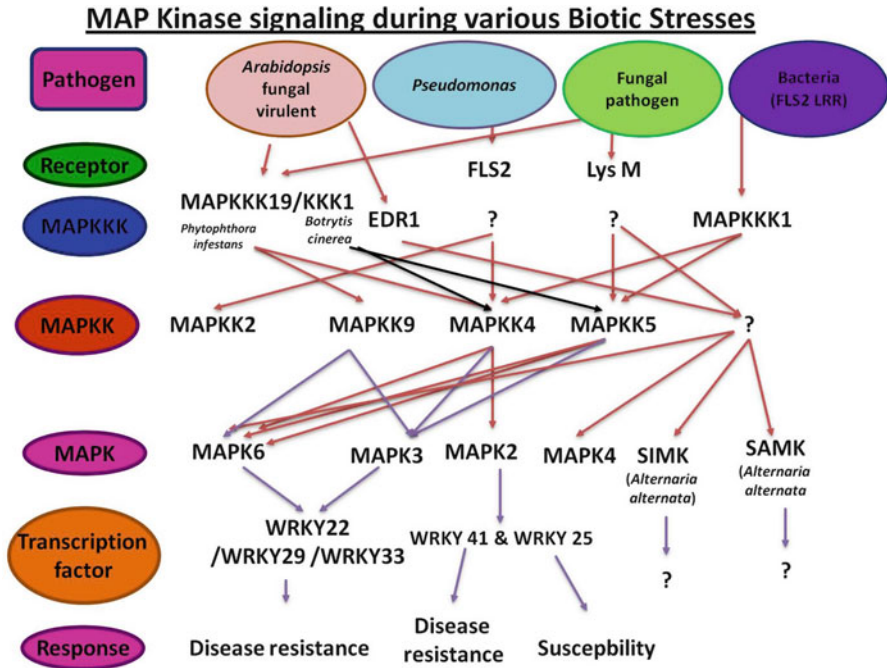 MAP Kinase signaling during various Biotic Stresses
Pathogen
Arabidopsis
fungal
virulent
Pseudomonas
Fungal
pathogen
Bacteria
(FLS2 LRR)
Receptor
FLS2
Lys M
MAPKKK
MAPKKK19/KKK1
Phytophthora
infestans
Botrytis
cinerea
EDR1
?
?
MAPKKK1
MAPKK
MAPKK2
MAPKK9
MAPKK4
MAPKK5
?
MAPK
MAPK6
MAPK3
MAPK2
MAPK4
SIMK
(Alternaria
alternata)
SAMK
(Alternaria
alternata
Transcription
factor
WRKY22
/WRKY29 /WRKY33
WRKY 41 & WRKY 25
?
?
Response
Disease resistance
Disease
resistance
Suscepbility